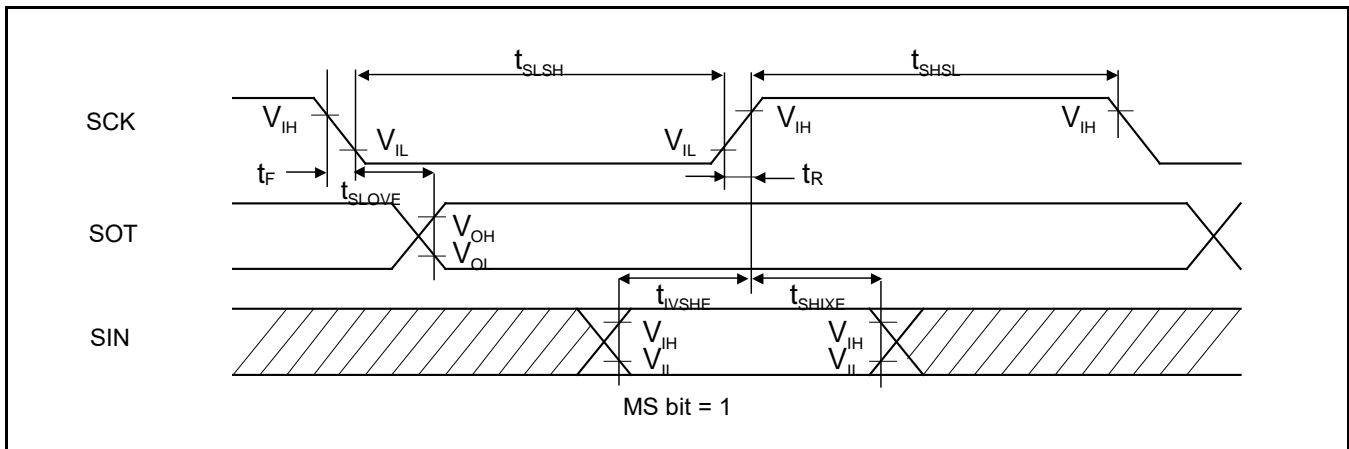 tSLSH
tSHSL
SCK
VIH
VIL
VIL
VIH
VIH
tF
tSLOVE
tR
SOT
VOH
VOL
tIVSHE
tSHIXE
SIN
VIH
VIL
VIH
VIL
MS bit = 1